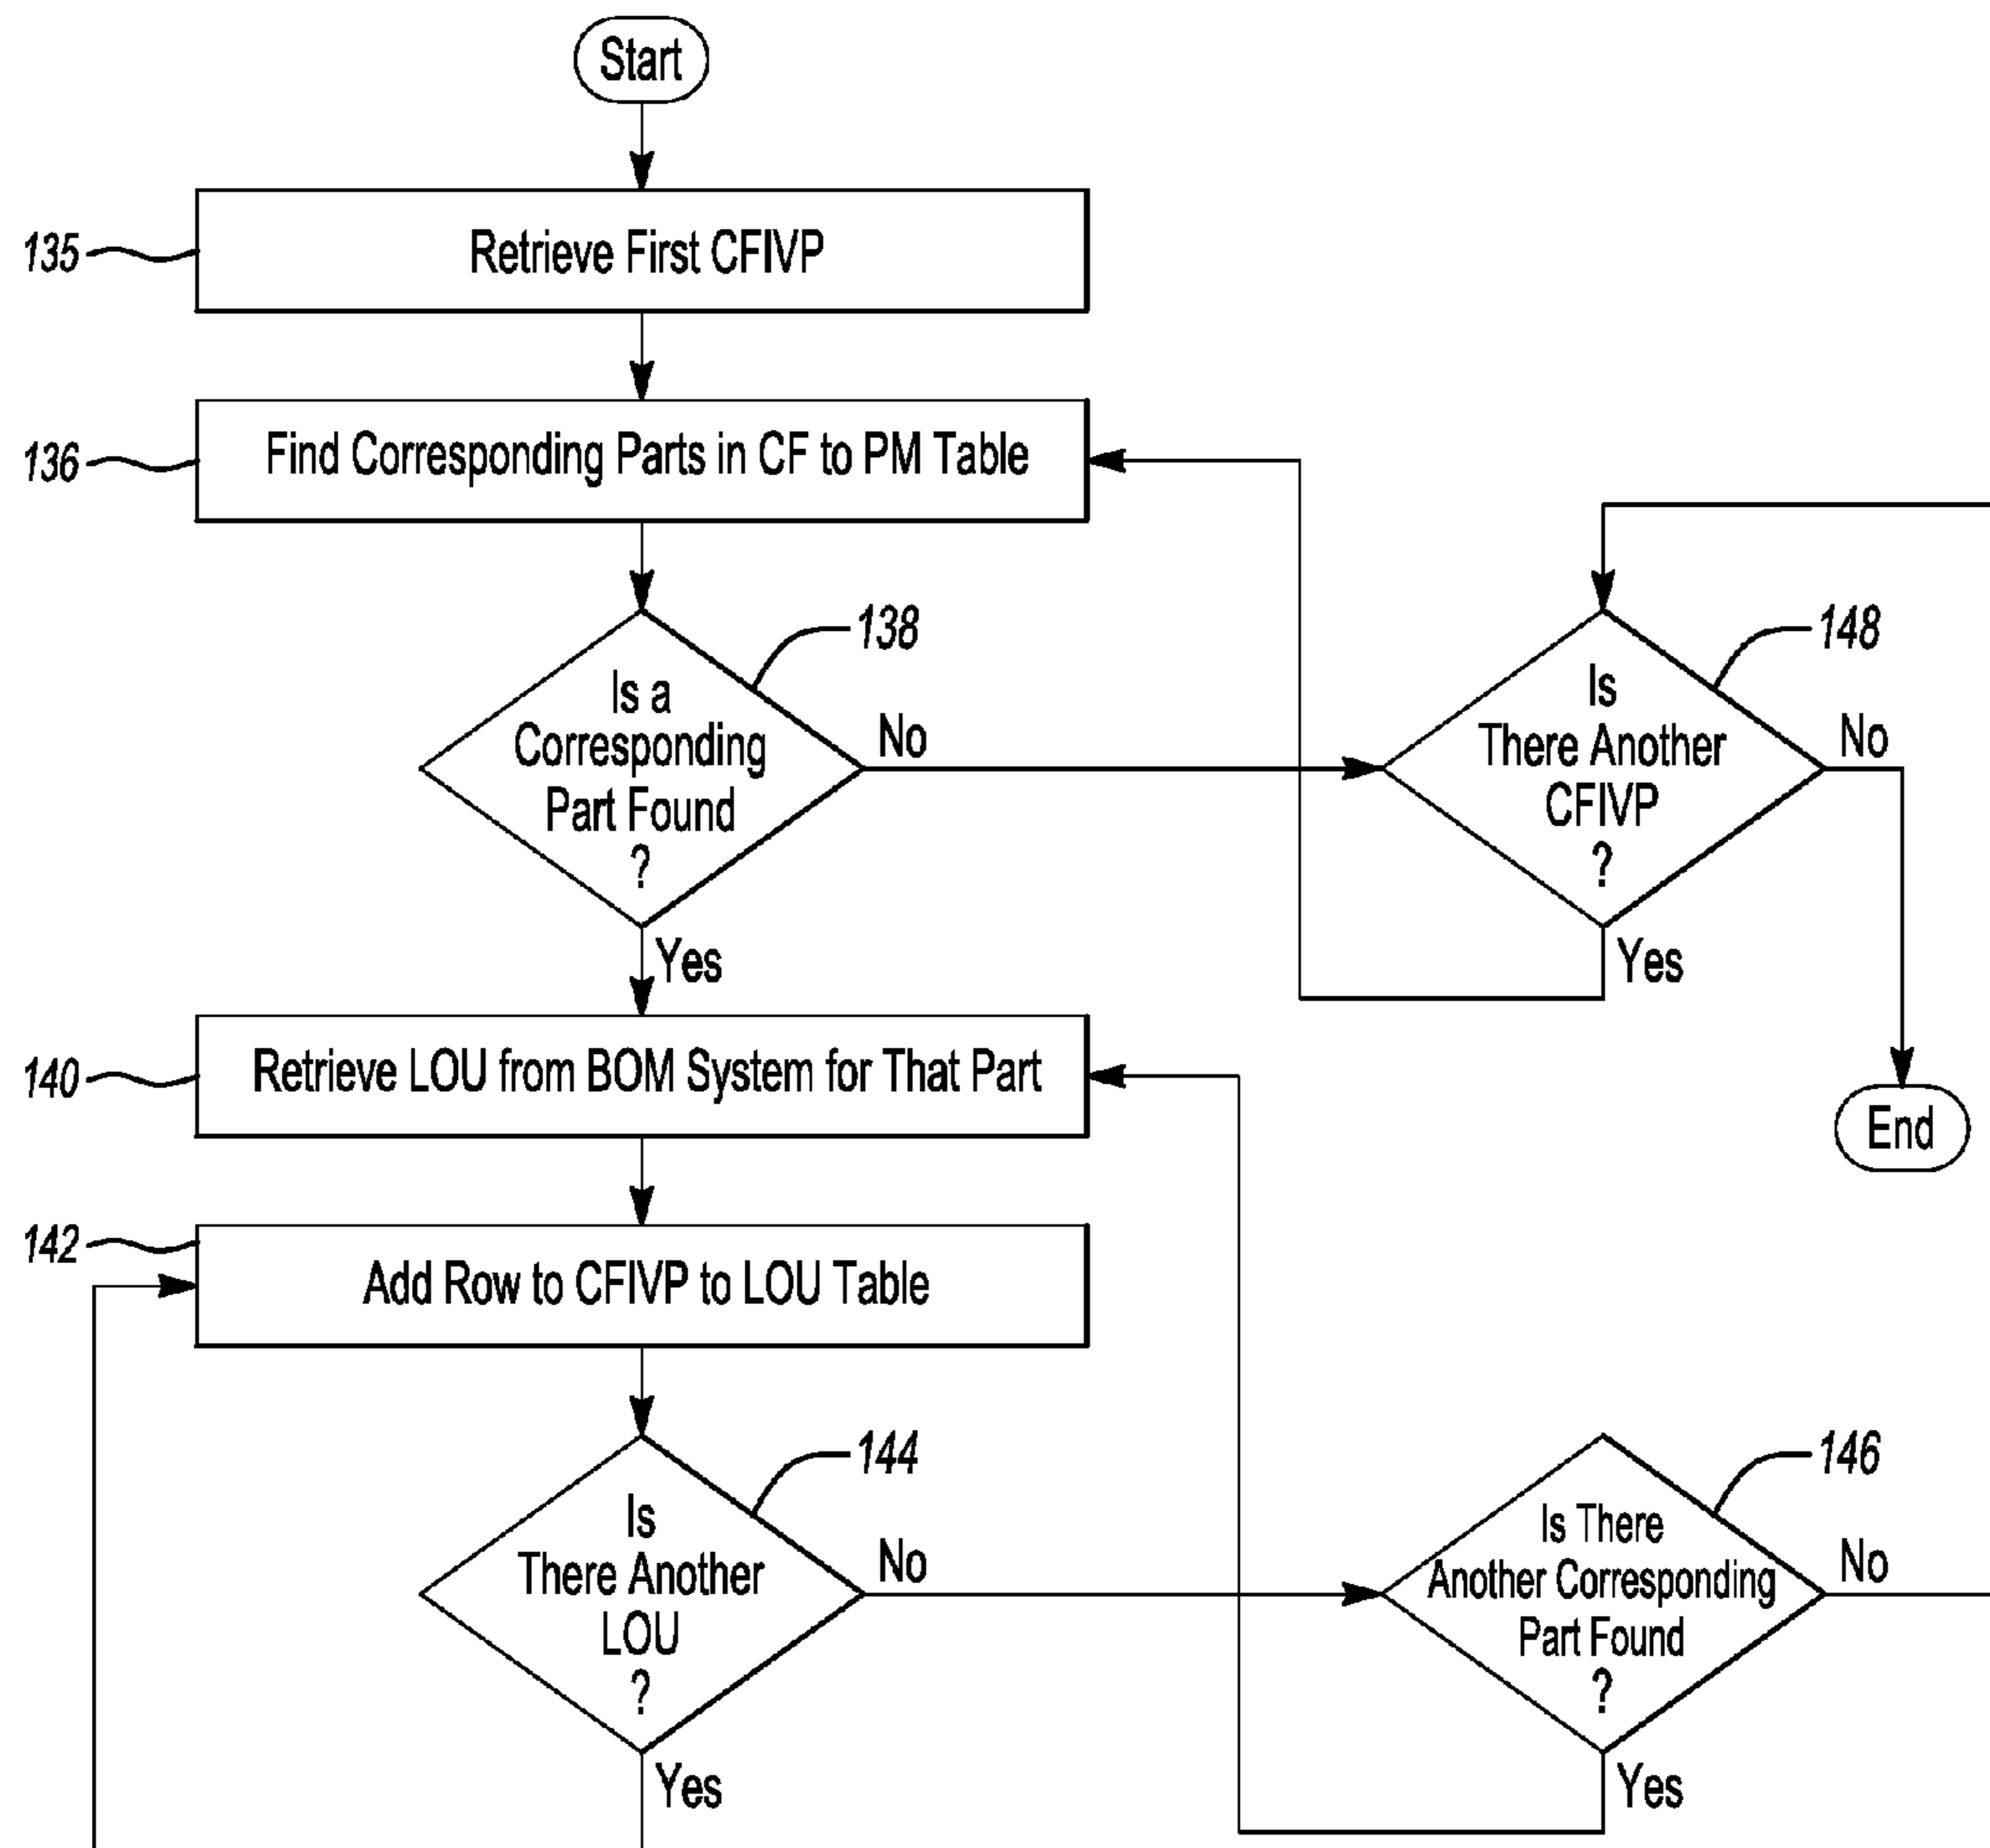 Start
135
Retrieve First CFIVP
136
Find Corresponding Parts in CF to PM Table
138
Is a
Corresponding
Part Found
?
No
Yes
148
Is
There Another
CFIVP
?
No
Yes
End
140
Retrieve LOU from BOM System for That Part
142
Add Row to CFIVP to LOU Table
144
Is
There Another
LOU
?
No
Yes
146
Is There
Another Corresponding
Part Found
?
No
Yes